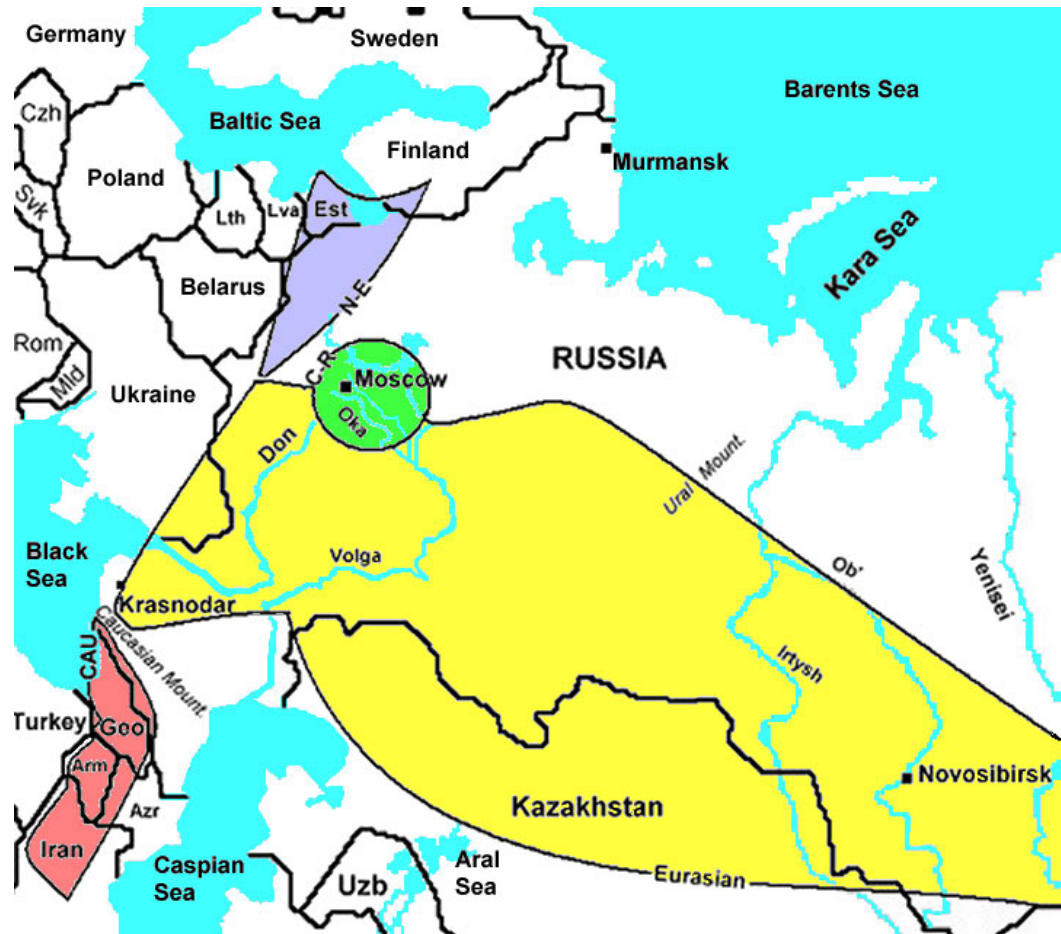 Germany
Sweden
Barents Sea
Czh
Baltic Sea
Finland
Murmansk
Poland
Svk
Lth
Lva
Est
Kara Sea
Belarus
N-E
Rom
Mld
Ukraine
C-R
Moscow
RUSSIA
Oka
Don
Ural Mount.
Black
Sea
Volga
Ob'
Yenisei
Krasnodar
CAU
Caucasian Mount.
Irtysh
Turkey
Geo
Arm
Novosibirsk
Azr
Kazakhstan
Iran
Caspian
Sea
Uzb
Aral
Sea
Eurasian